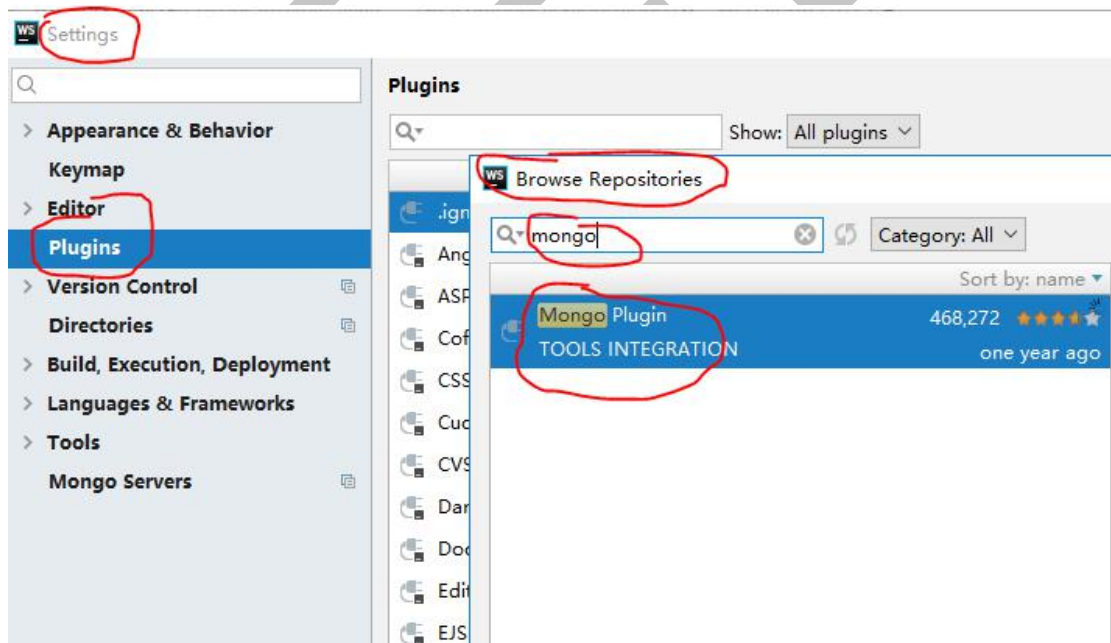 WS Settings
Plugins
Show: All plugins
> Appearance & Behavior
Keymap
WS Browse Repositories
> Editor
.ign
mongo
Category: All
Plugins
Ang
Sort by: name
> Version Control
ASP
Mongo Plugin
468,272
Directories
Cof
TOOLS INTEGRATION
one year ago
> Build, Execution, Deployment
CSS
> Languages & Frameworks
Cuc
> Tools
CVS
Mongo Servers
Dar
Doc
Edit
EJS